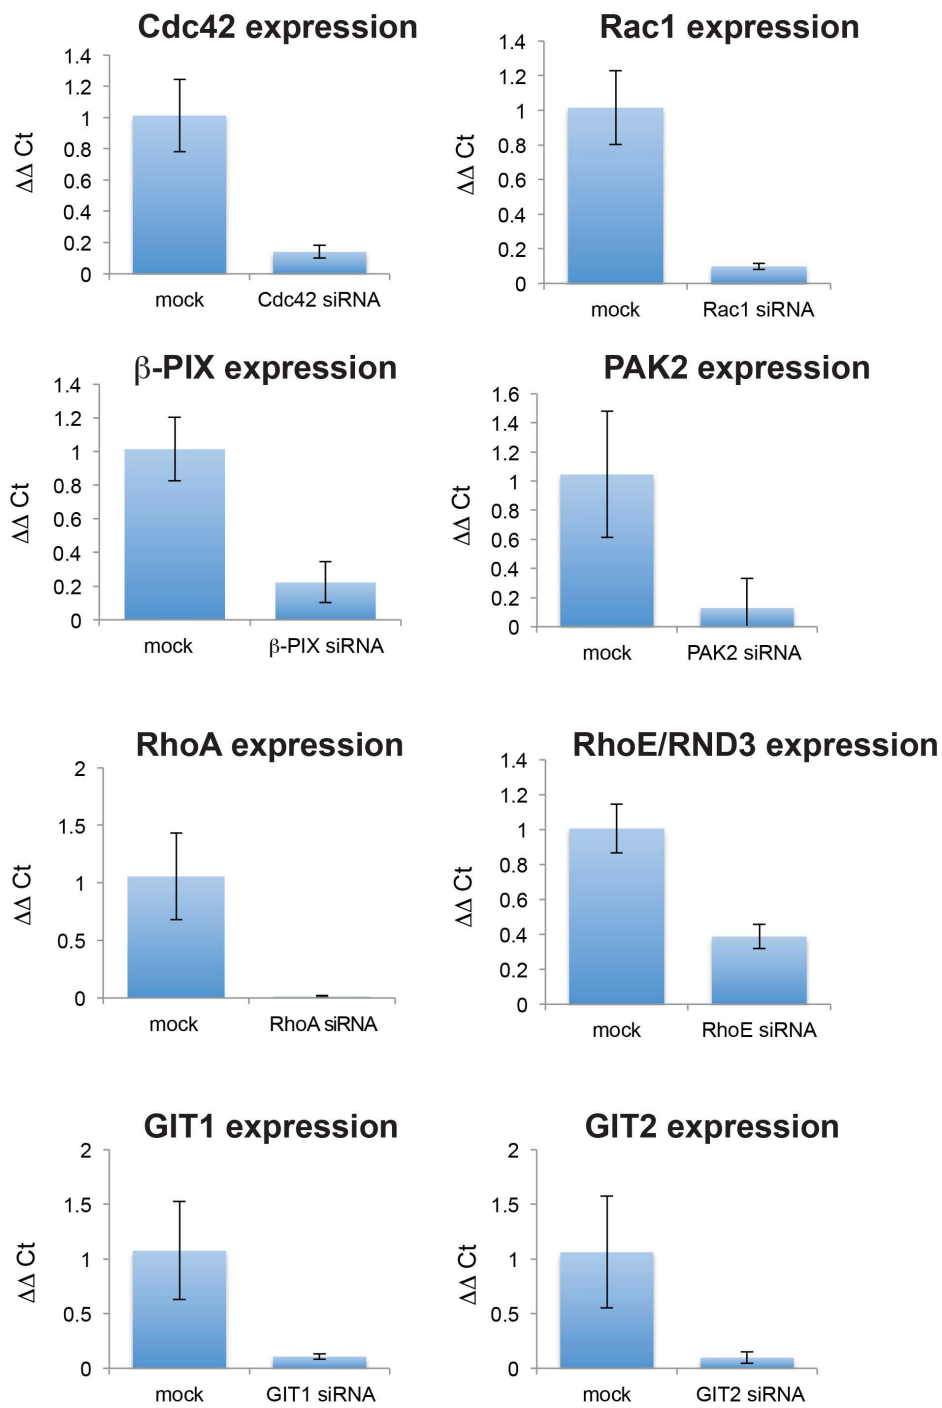 Cdc42 expression
1.4
1.2
1
0.8
0.6
0.4
0.2
0
ΔΔ Ct
mock
Cdc42 siRNA
Rac1 expression
1.4
1.2
1
0.8
0.6
0.4
0.2
0
ΔΔ Ct
mock
Rac1 siRNA
β-PIX expression
1.4
1.2
1
0.8
0.6
0.4
0.2
0
ΔΔ Ct
mock
β-PIX siRNA
PAK2 expression
1.6
1.4
1.2
1
0.8
0.6
0.4
0.2
0
ΔΔ Ct
mock
PAK2 siRNA
RhoA expression
2
1.5
1
0.5
0
ΔΔ Ct
mock
RhoA siRNA
RhoE/RND3 expression
1.4
1.2
1
0.8
0.6
0.4
0.2
0
ΔΔ Ct
mock
RhoE siRNA
GIT1 expression
2
1.5
1
0.5
0
ΔΔ Ct
mock
GIT1 siRNA
GIT2 expression
2
1.5
1
0.5
0
ΔΔ Ct
mock
GIT2 siRNA